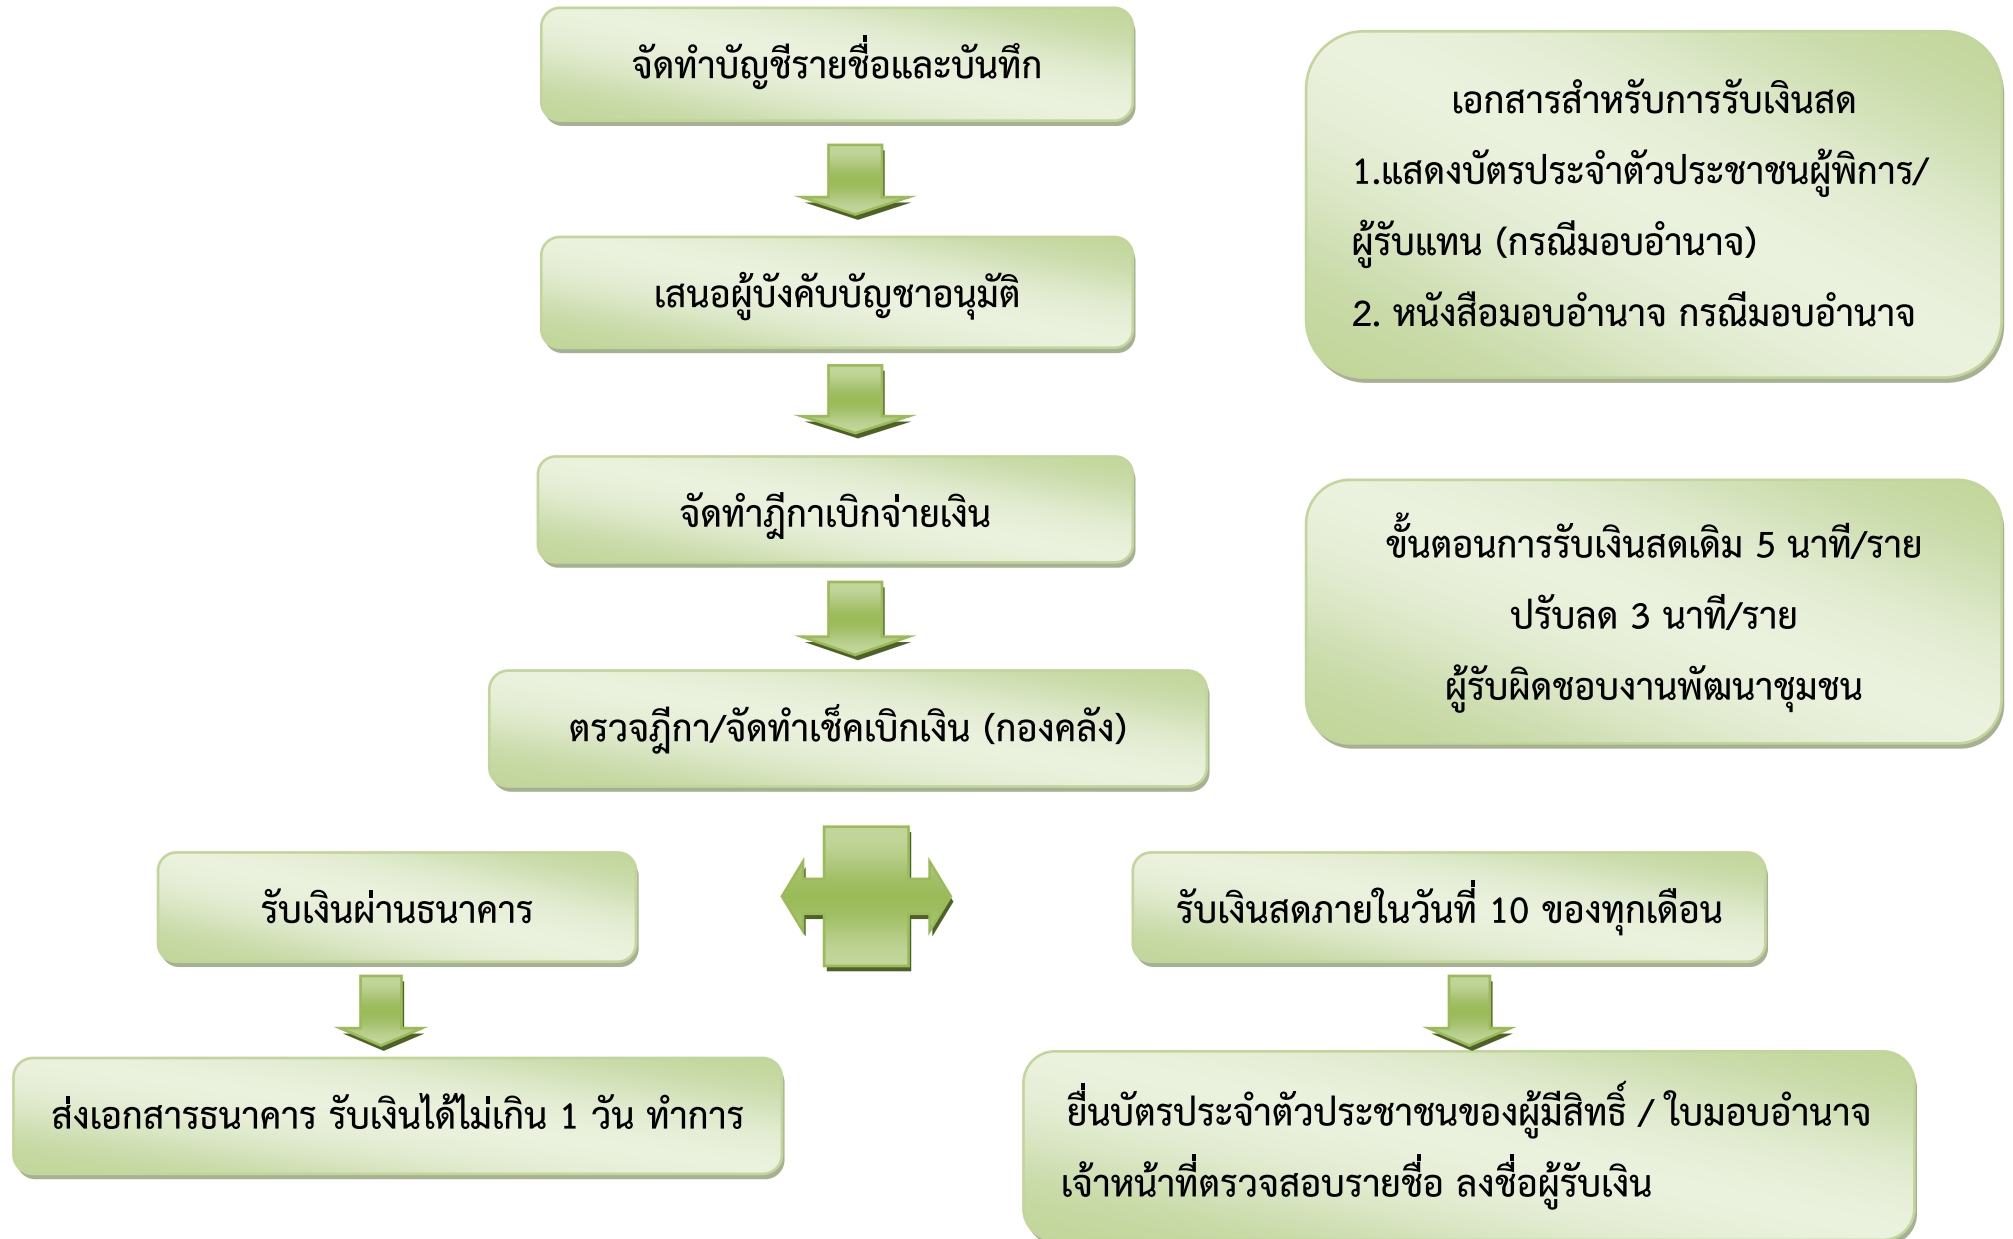 จัดทำบัญชีรายชื่อและบันทึก
เสนอผู้บังคับบัญชาอนุมัติ
จัดทำฎีกาเบิกจ่ายเงิน
ตรวจฎีกา/จัดทำเช็คเบิกเงิน (กองคลัง)
รับเงินผ่านธนาคาร
ส่งเอกสารธนาคาร รับเงินได้ไม่เกิน 1 วัน ทำการ
รับเงินสดภายในวันที่ 10 ของทุกเดือน
ยื่นบัตรประจำตัวประชาชนของผู้มีสิทธิ์ / ใบมอบอำนาจ
เจ้าหน้าที่ตรวจสอบรายชื่อ ลงชื่อผู้รับเงิน
เอกสารสำหรับการรับเงินสด
1.แสดงบัตรประจำตัวประชาชนผู้พิการ/
ผู้รับแทน (กรณีมอบอำนาจ)
2. หนังสือมอบอำนาจ กรณีมอบอำนาจ
ขั้นตอนการรับเงินสดเดิม 5 นาที/ราย
ปรับลด 3 นาที/ราย
ผู้รับผิดชอบงานพัฒนาชุมชน